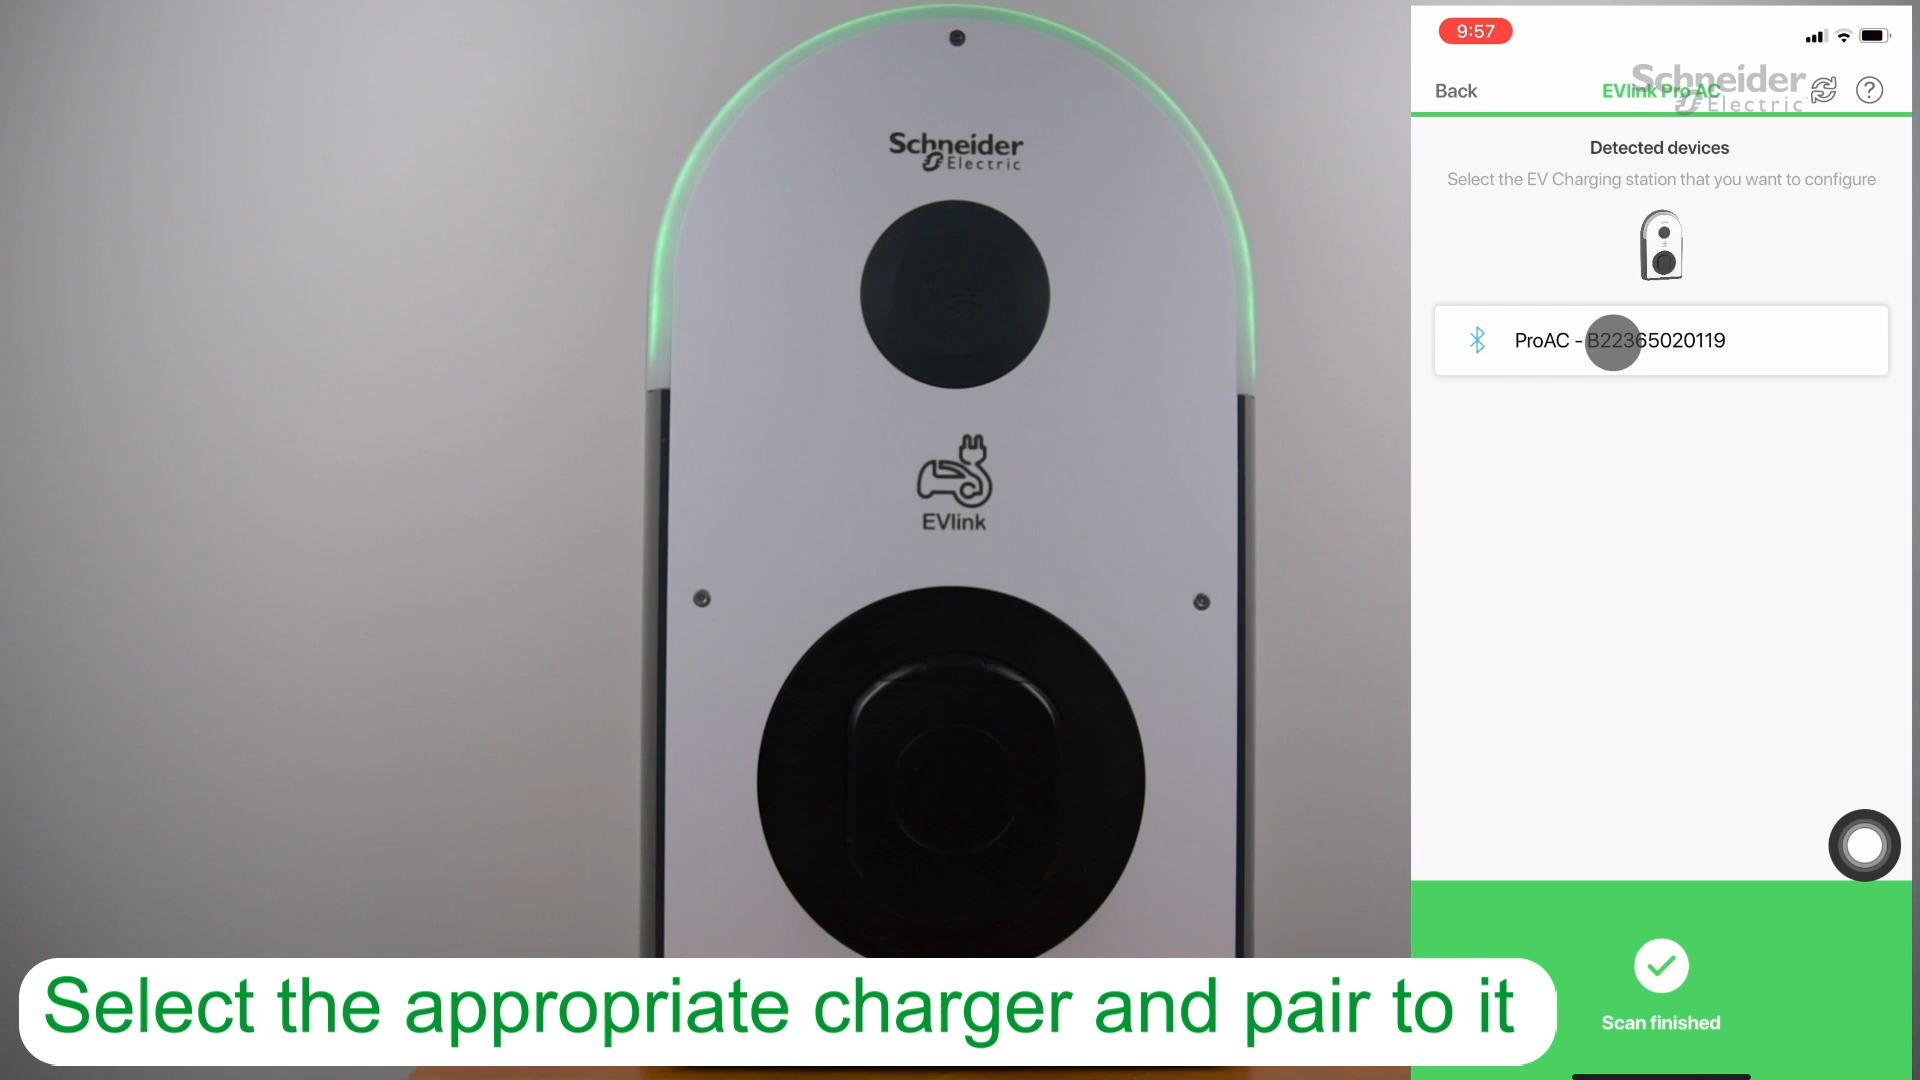 Schneider
Electric
EVlink
9:57
Back
EVlink Pro AC
Schneider
Electric
Detected devices
Select the EV Charging station that you want to configure
ProAC - B22365020119
Scan finished
Select the appropriate charger and pair to it